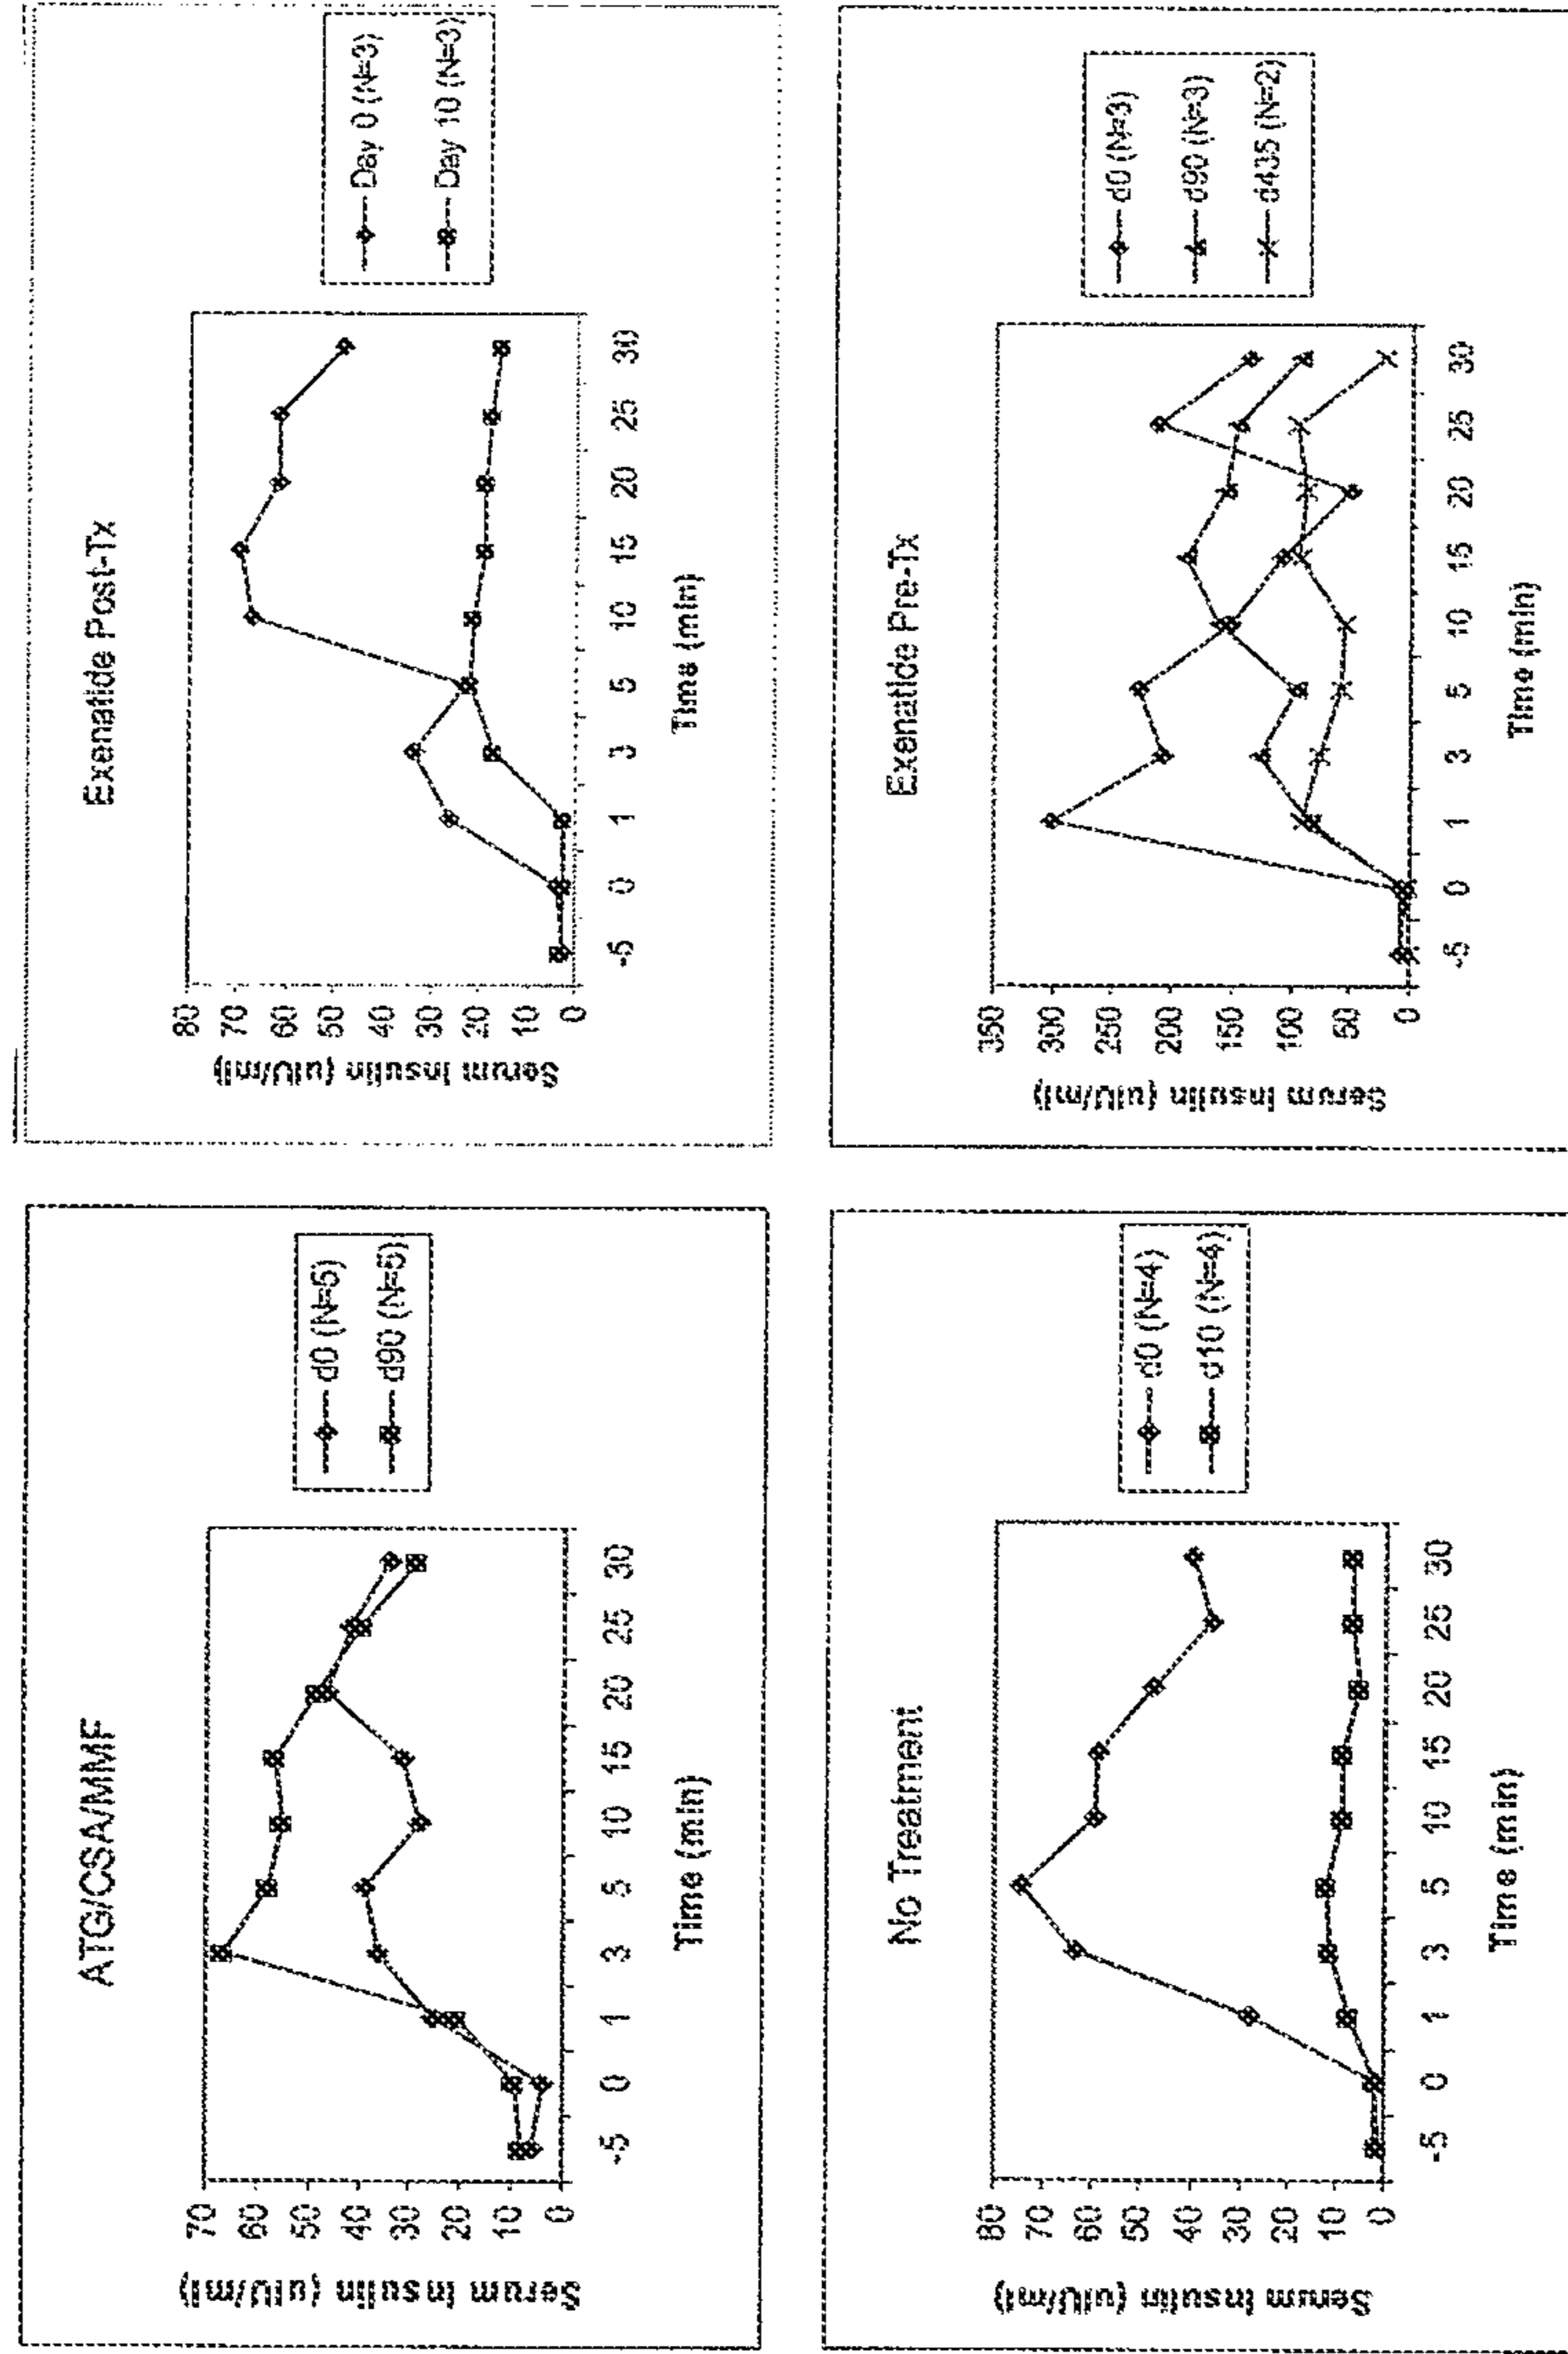 ATG/CSA/MMF
Serum Insulin (uIU/ml)
70
60
50
40
30
20
10
0
-5 0 1 3 5 10 15 20 25 30
Time (min)
d0 (N=5)
d90 (N=5)
Exenatide Post-Tx
Serum Insulin (uIU/ml)
80
70
60
50
40
30
20
10
0
-5 0 1 3 5 10 15 20 25 30
Time (min)
Day 0 (N=3)
Day 10 (N=3)
No Treatment
Serum Insulin (uIU/ml)
80
70
60
50
40
30
20
10
0
-5 0 1 3 5 10 15 20 25 30
Time (min)
d0 (N=4)
d10 (N=4)
Exenatide Pre-Tx
Serum Insulin (uIU/ml)
350
300
250
200
150
100
50
0
-5 0 1 3 5 10 15 20 25 30
Time (min)
d0 (N=3)
d90 (N=3)
d435 (N=2)